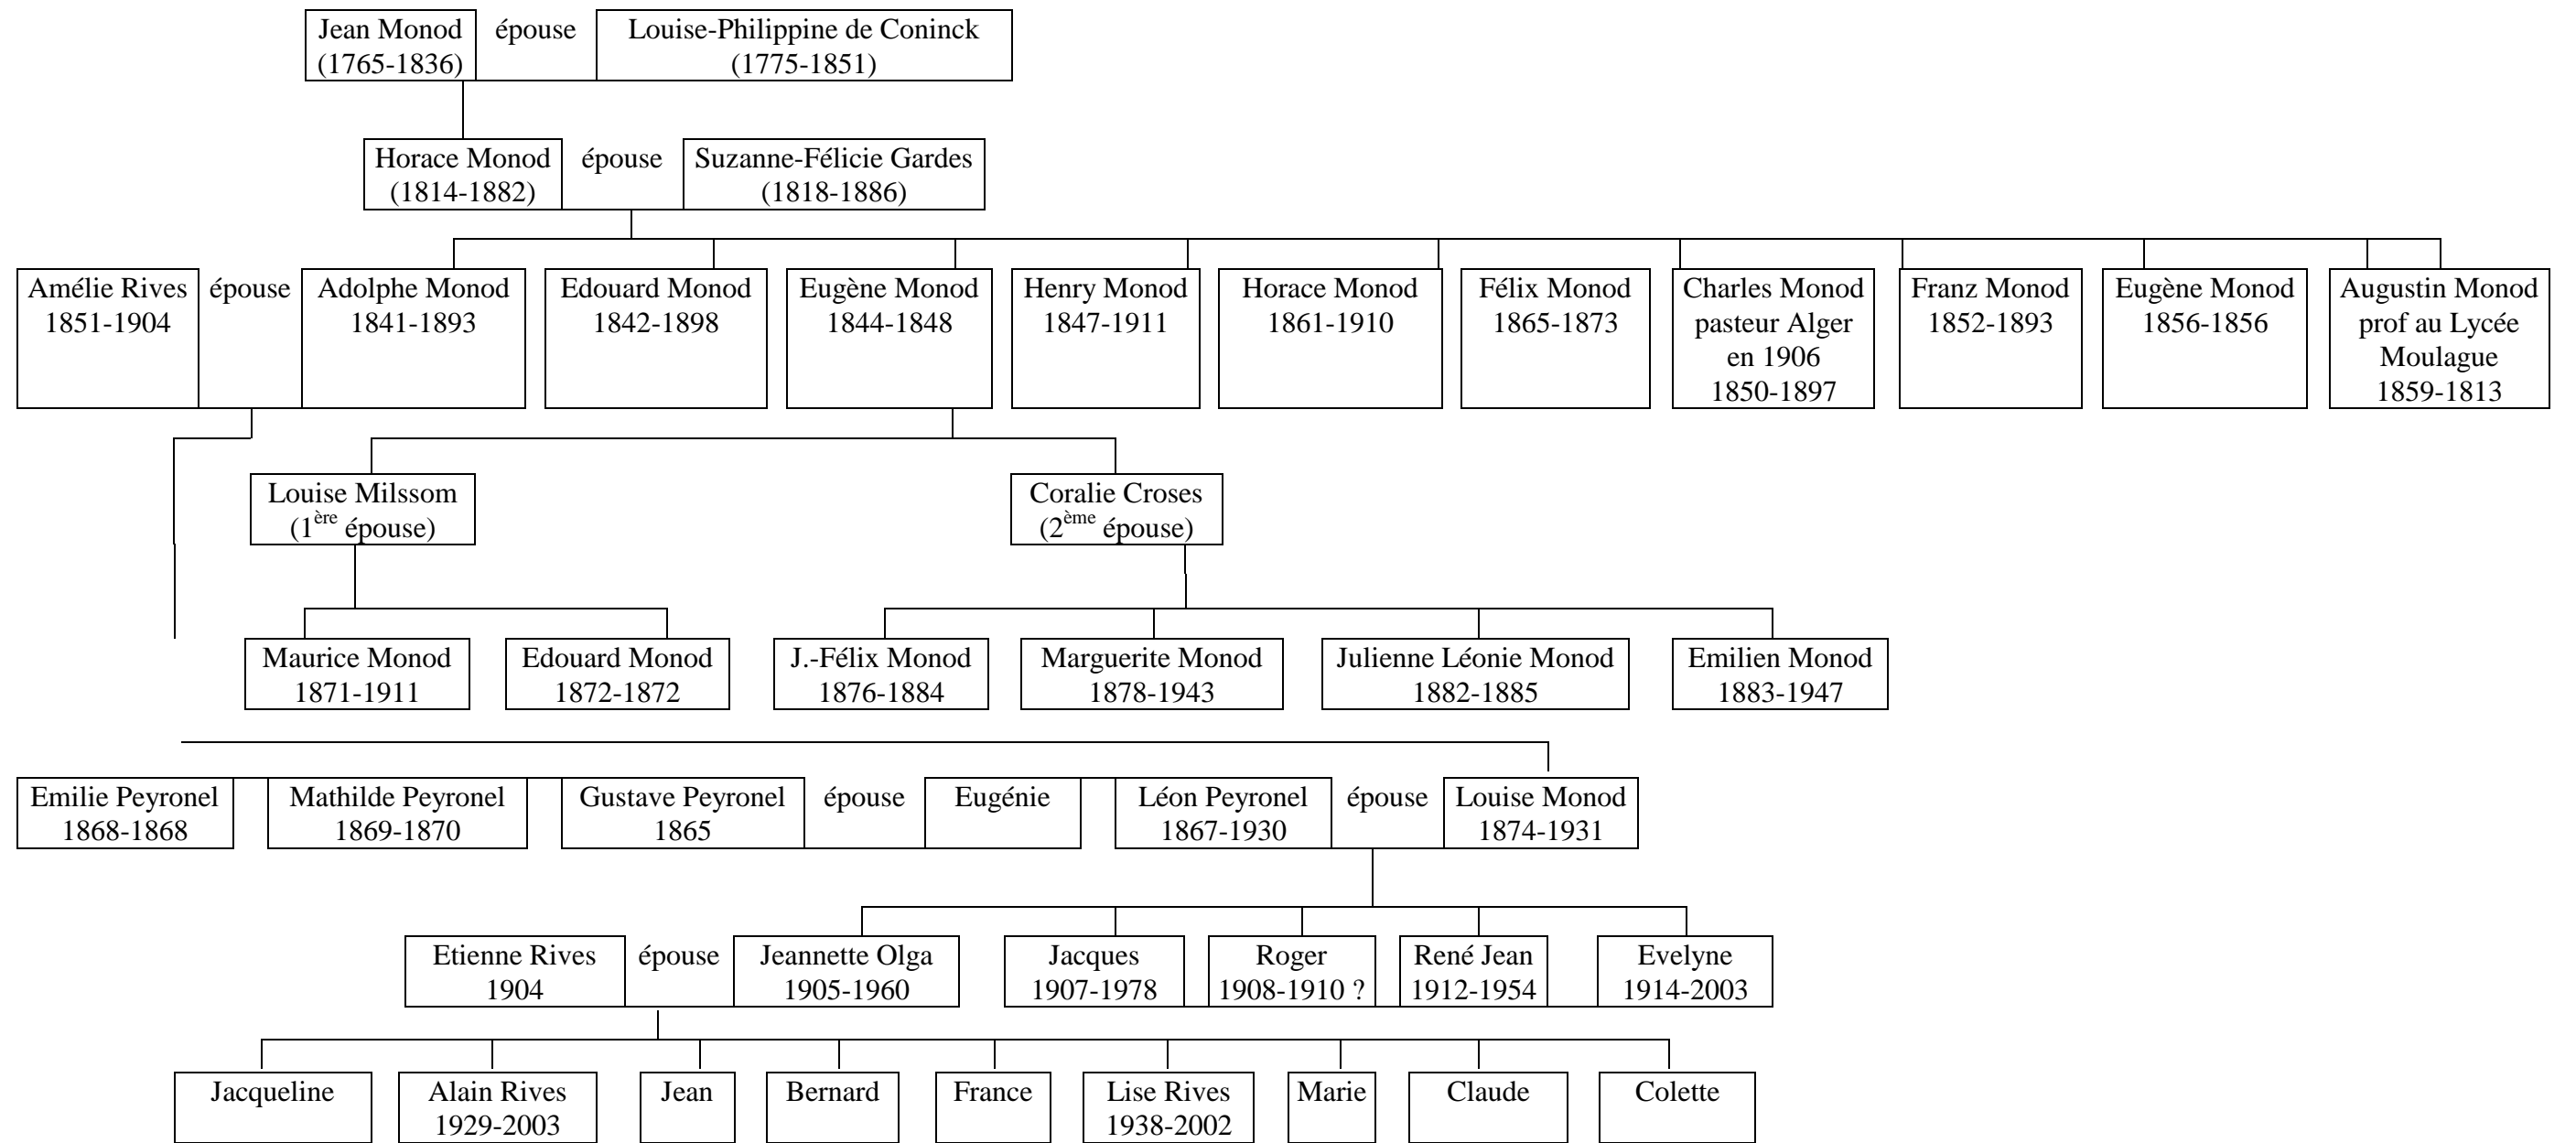 Jean Monod
(1765-1836)
épouse
Louise-Philippine de Coninck
(1775-1851)
Horace Monod
(1814-1882)
épouse
Suzanne-Félicie Gardes
(1818-1886)
Amélie Rives
1851-1904
épouse
Adolphe Monod
1841-1893
Edouard Monod
1842-1898
Eugène Monod
1844-1848
Henry Monod
1847-1911
Horace Monod
1861-1910
Félix Monod
1865-1873
Charles Monod
pasteur Alger
en 1906
1850-1897
Franz Monod
1852-1893
Eugène Monod
1856-1856
Augustin Monod
prof au Lycée
Moulague
1859-1813
Louise Milssom
(1ère épouse)
Coralie Croses
(2ème épouse)
Maurice Monod
1871-1911
Edouard Monod
1872-1872
J.-Félix Monod
1876-1884
Marguerite Monod
1878-1943
Julienne Léonie Monod
1882-1885
Emilien Monod
1883-1947
Emilie Peyronel
1868-1868
Mathilde Peyronel
1869-1870
Gustave Peyronel
1865
épouse
Eugénie
Léon Peyronel
1867-1930
épouse
Louise Monod
1874-1931
Etienne Rives
1904
épouse
Jeannette Olga
1905-1960
Jacques
1907-1978
Roger
1908-1910 ?
René Jean
1912-1954
Evelyne
1914-2003
Jacqueline
Alain Rives
1929-2003
Jean
Bernard
France
Lise Rives
1938-2002
Marie
Claude
Colette